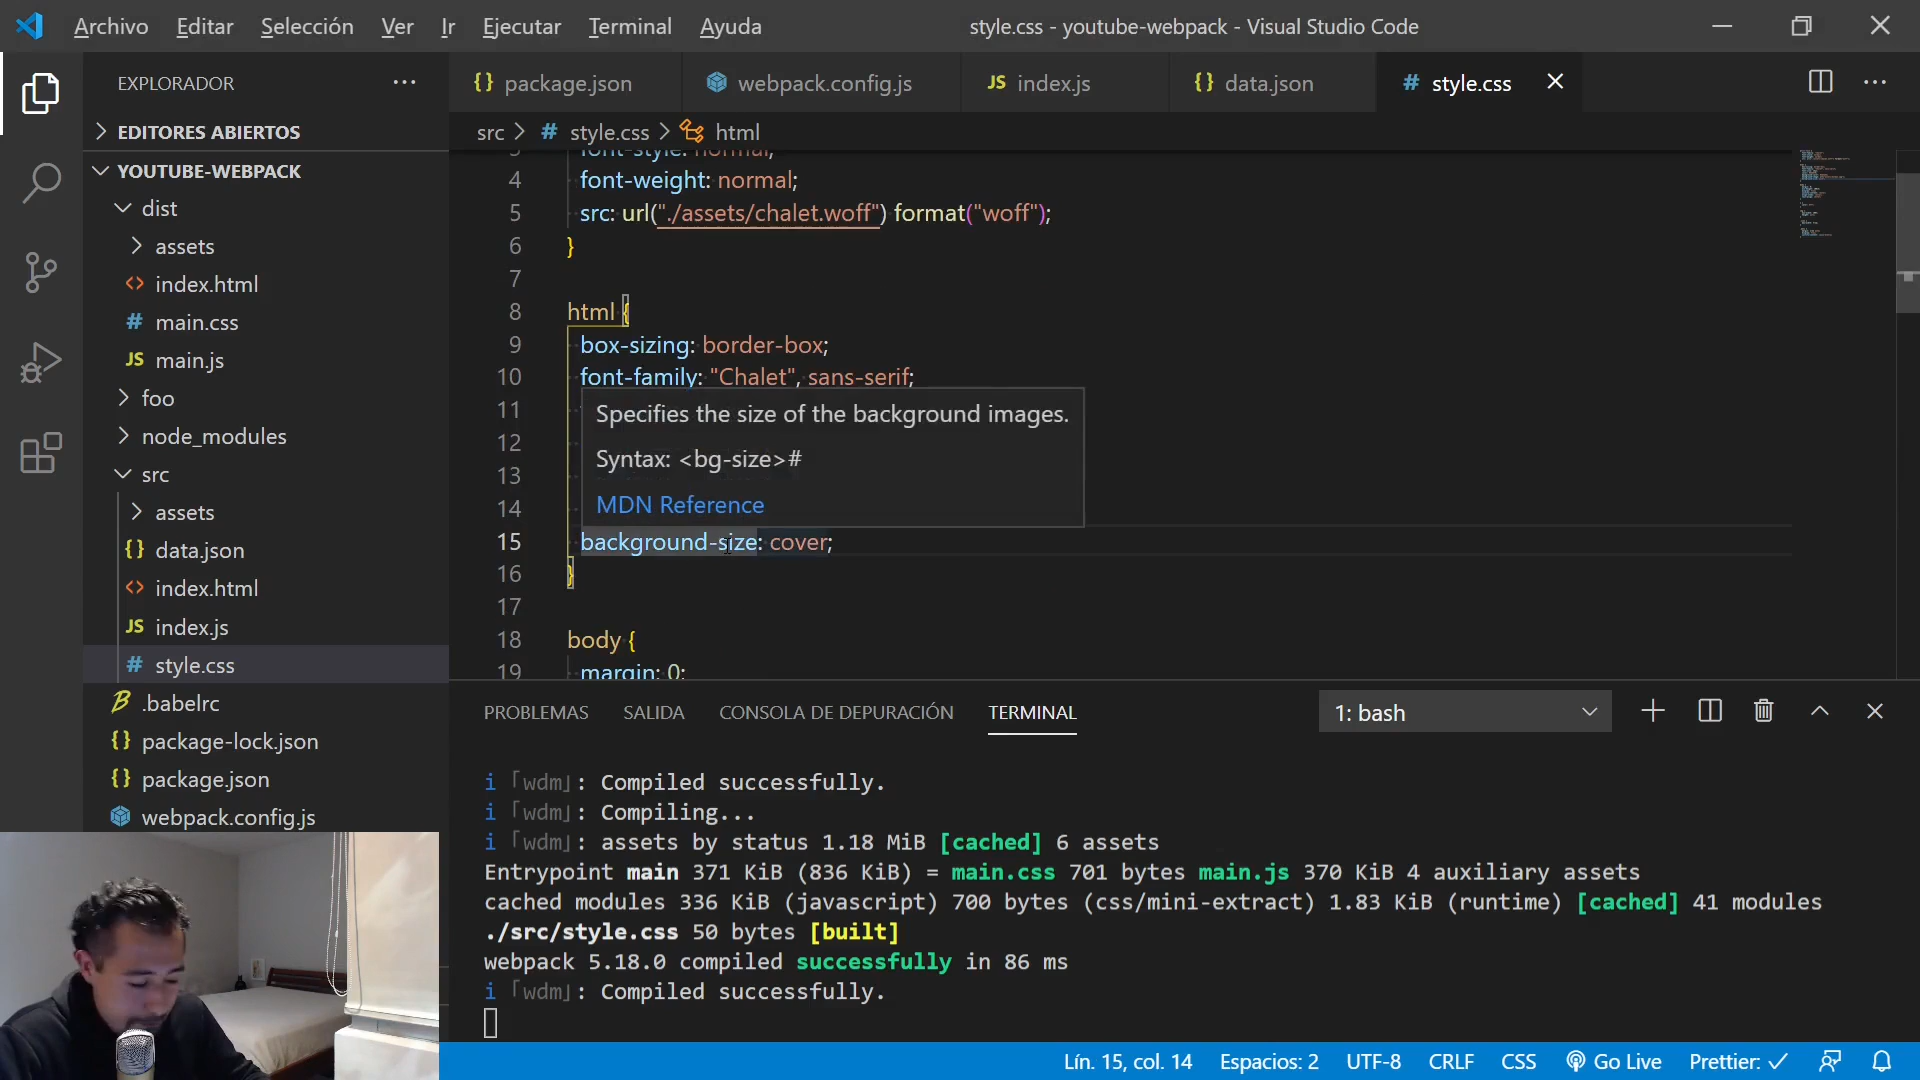 Archivo Editar Selección Ver Ir Ejecutar Terminal Ayuda
style.css - youtube-webpack - Visual Studio Code
EXPLORADOR
EDITORES ABIERTOS
YOUTUBE-WEBPACK
dist
assets
<> index.html
# main.css
JS main.js
foo
node_modules
src
assets
{} data.json
<> index.html
JS index.js
# style.css
.babelrc
{} package-lock.json
{} package.json
webpack.config.js
{} package.json
webpack.config.js
JS index.js
{} data.json
# style.css
src > # style.css > html
font-style: normal;
4 font-weight: normal;
5 src: url("./assets/chalet.woff") format("woff");
6 }
7
8 html {
9 box-sizing: border-box;
10 font-family: "Chalet", sans-serif;
11
12
13
14
Specifies the size of the background images.
Syntax: <bg-size>#
MDN Reference
15 background-size: cover;
16 }
17
18 body {
19 margin: 0;
PROBLEMAS SALIDA CONSOLA DE DEPURACIÓN TERMINAL
1: bash
i ｢wdm｣: Compiled successfully.
i ｢wdm｣: Compiling...
i ｢wdm｣: assets by status 1.18 MiB [cached] 6 assets
Entrypoint main 371 KiB (836 KiB) = main.css 701 bytes main.js 370 KiB 4 auxiliary assets
cached modules 336 KiB (javascript) 700 bytes (css/mini-extract) 1.83 KiB (runtime) [cached] 41 modules
./src/style.css 50 bytes [built]
webpack 5.18.0 compiled successfully in 86 ms
i ｢wdm｣: Compiled successfully.
Lín. 15, col. 14 Espacios: 2 UTF-8 CRLF CSS Go Live Prettier: ✓